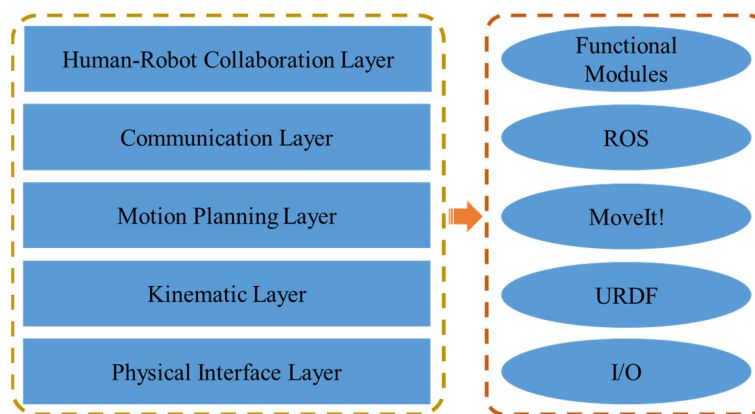 Human-Robot Collaboration Layer
Functional
Modules
Communication Layer
ROS
Motion Planning Layer
MoveIt!
Kinematic Layer
URDF
Physical Interface Layer
I/O